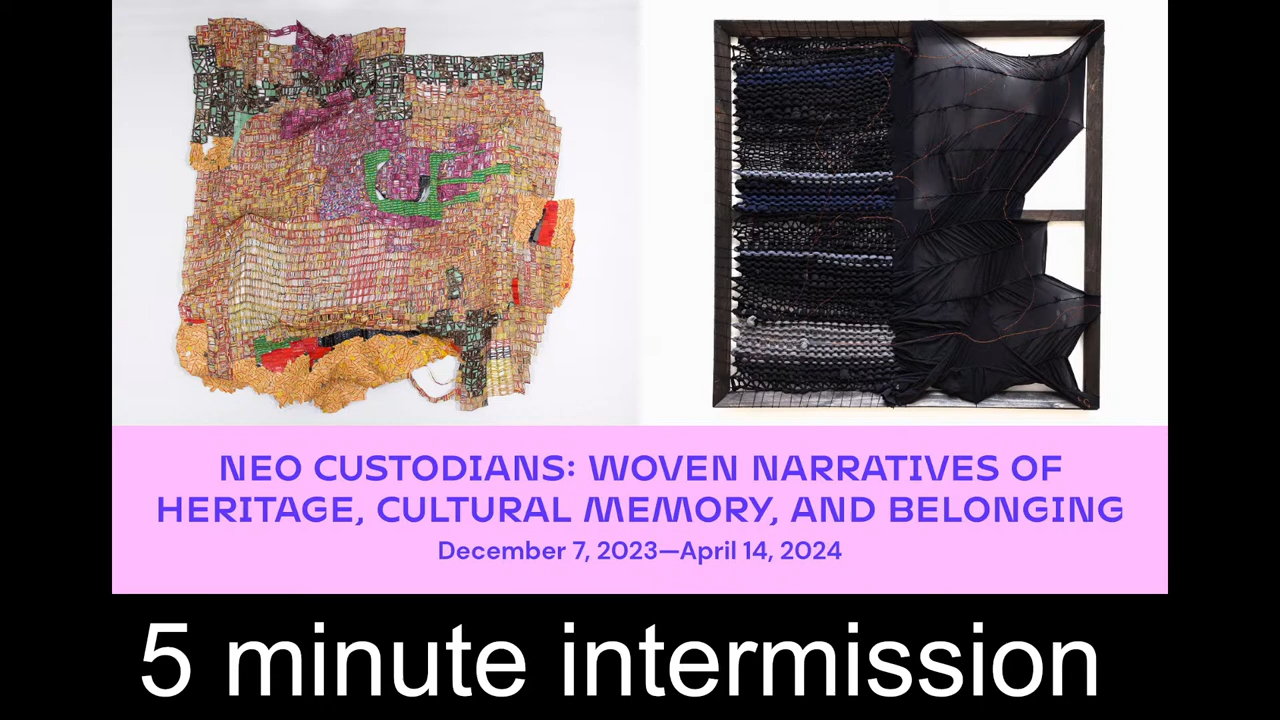 NEO CUSTODIANS: WOVEN NARRATIVES OF
HERITAGE, CULTURAL MEMORY, AND BELONGING
December 7, 2023—April 14, 2024
5 minute intermission